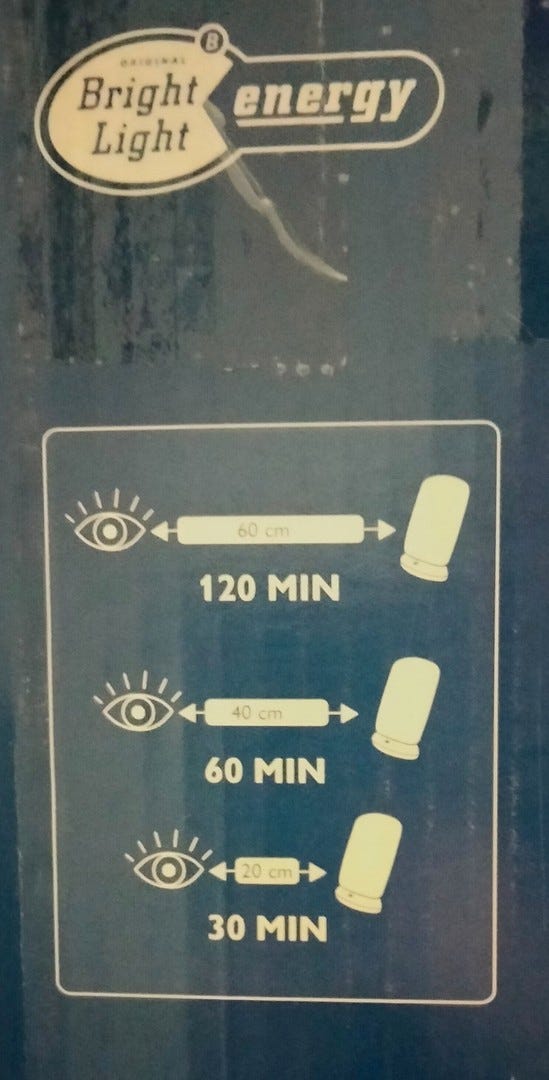 B
ORIGINAL
Bright energy
Light
60 cm
120 MIN
40 cm
60 MIN
20 cm
30 MIN